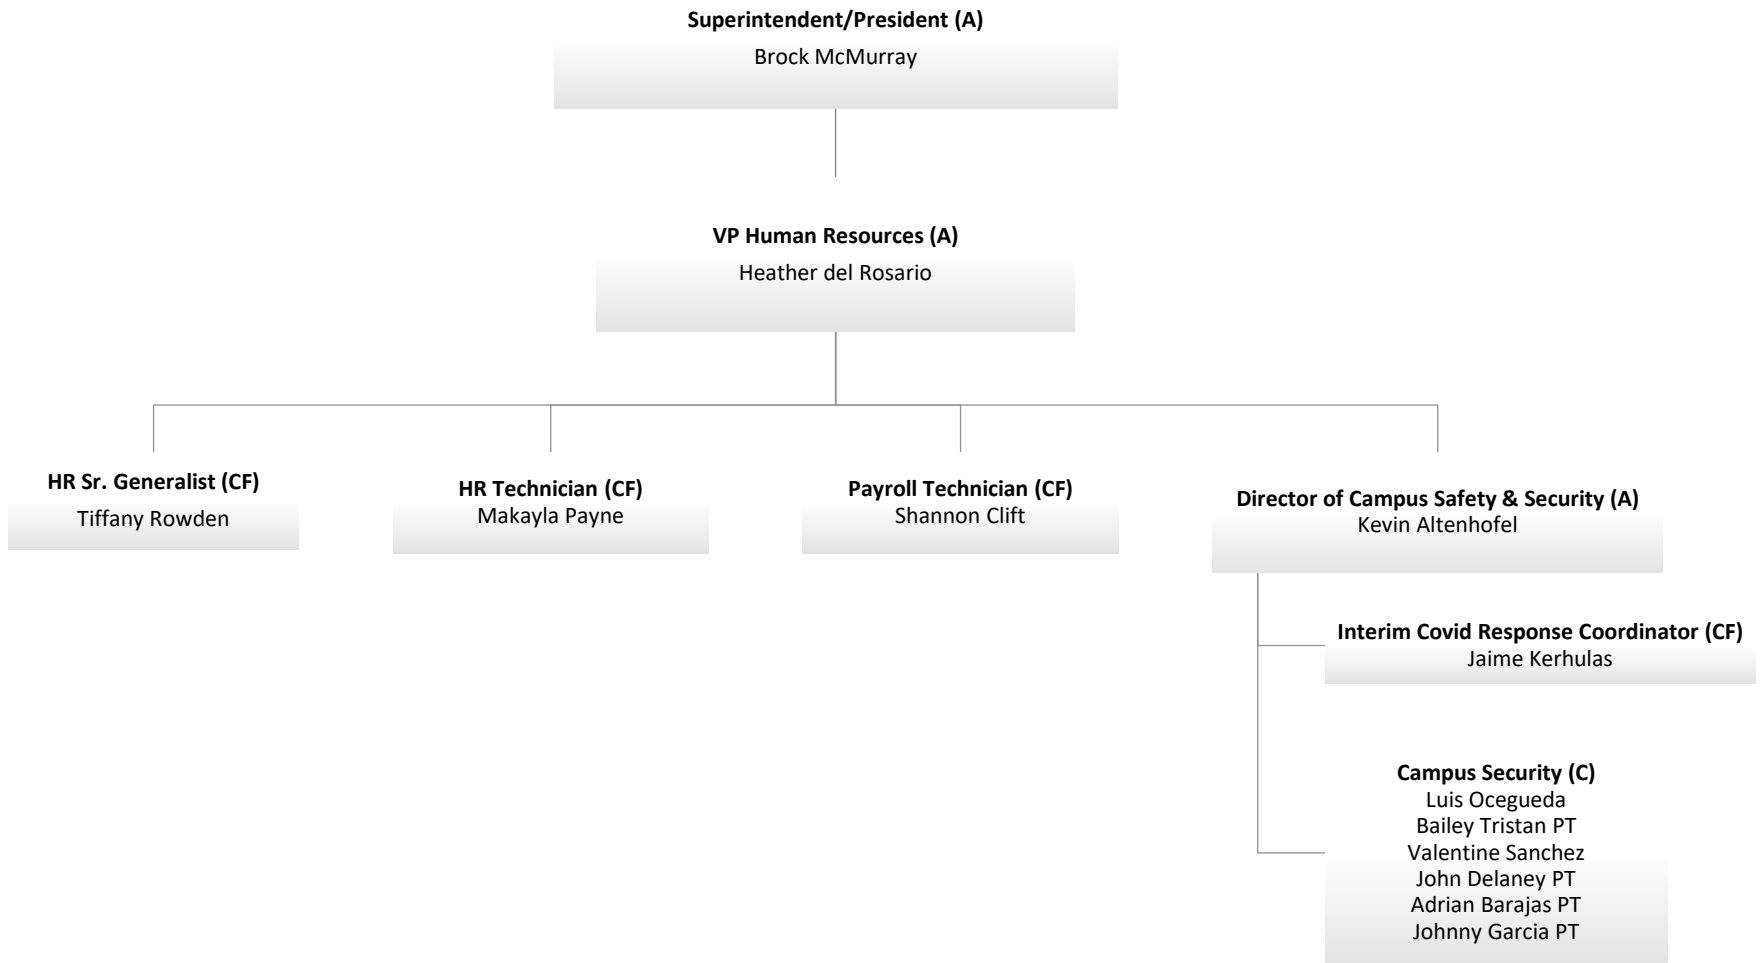 Superintendent/President (A)
Brock McMurray
VP Human Resources (A)
Heather del Rosario
HR Sr. Generalist (CF)
Tiffany Rowden
HR Technician (CF)
Makayla Payne
Payroll Technician (CF)
Shannon Clift
Director of Campus Safety & Security (A)
Kevin Altenhofel
Interim Covid Response Coordinator (CF)
Jaime Kerhulas
Campus Security (C)
Luis Ocegueda
Bailey Tristan PT
Valentine Sanchez
John Delaney PT
Adrian Barajas PT
Johnny Garcia PT